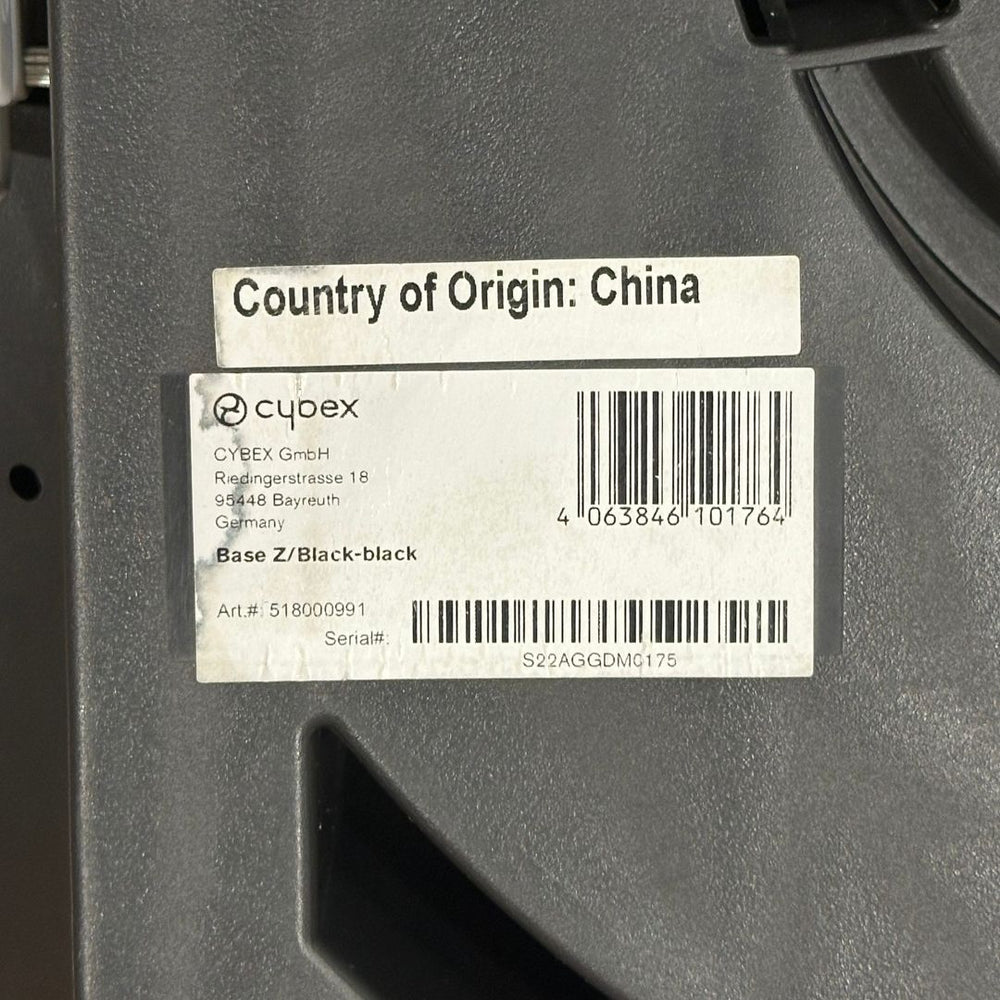 Country of Origin: China
cybex
CYBEX GmbH
Riedingerstrasse 18
95448 Bayreuth
Germany
4 063846 101764
Base Z/Black-black
Art.#: 518000991
Serial#:
S22AGGDM0175